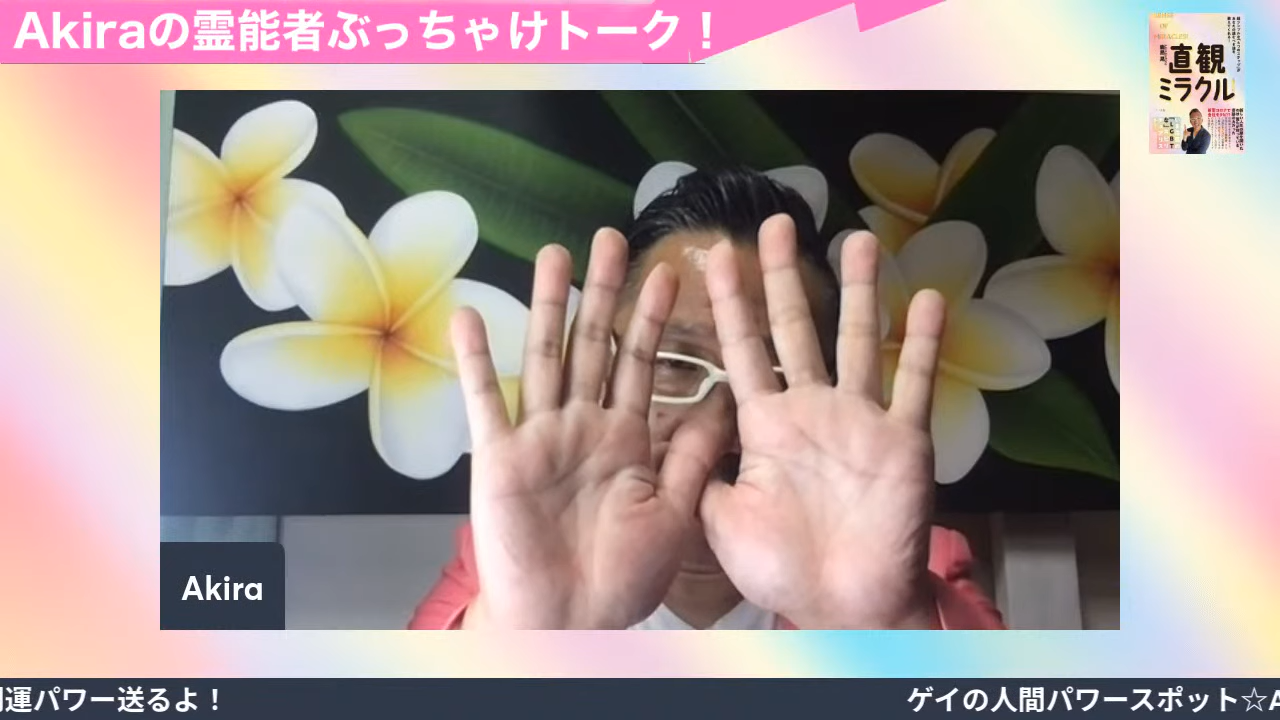 Akiraの霊能者ぶっちゃけトーク！
直観
ミラクル
Akira
運パワー送るよ！
ゲイの人間パワースポット☆A